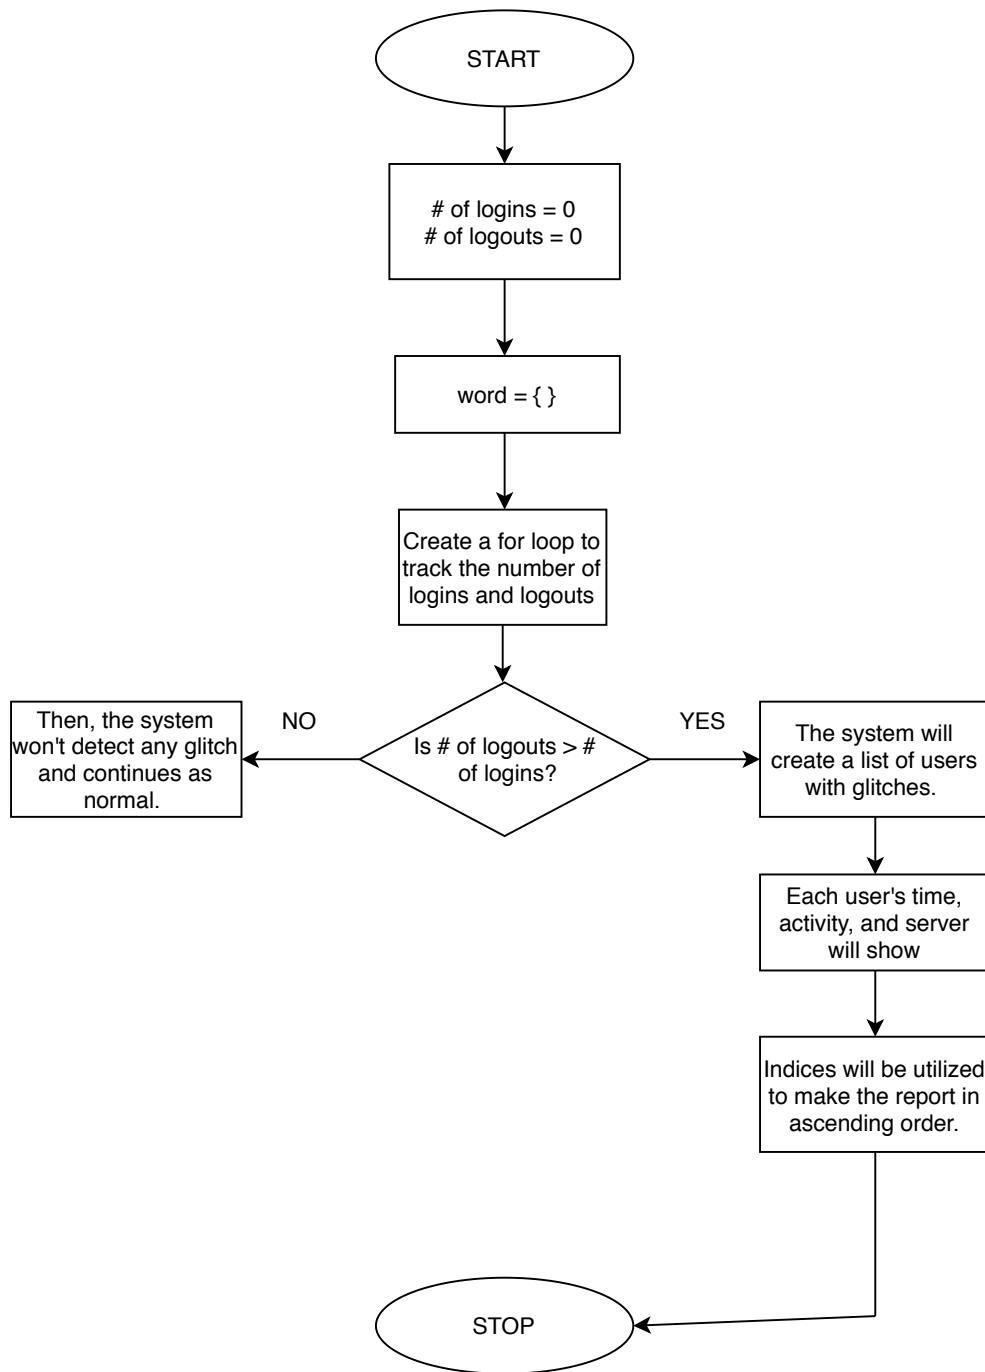 START
# of logins = 0
# of logouts = 0
word = { }
Create a for loop to
track the number of
logins and logouts
Is # of logouts > #
of logins?
NO
Then, the system
won't detect any glitch
and continues as
normal.
YES
The system will
create a list of users
with glitches.
Each user's time,
activity, and server
will show
Indices will be utilized
to make the report in
ascending order.
STOP